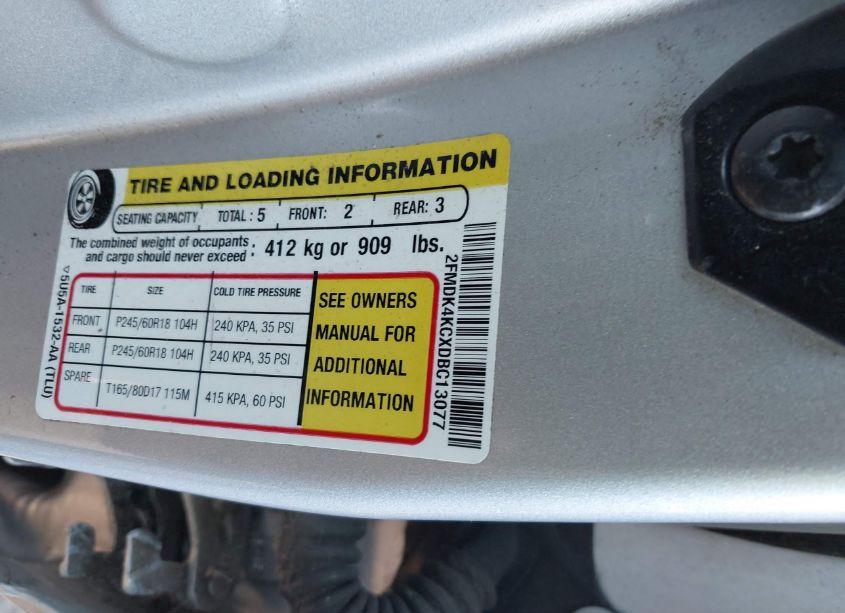 TIRE AND LOADING INFORMATION
SEATING CAPACITY TOTAL : 5 FRONT: 2 REAR: 3
The combined weight of occupants
and cargo should never exceed : 412 kg or 909 lbs.
TIRE SIZE COLD TIRE PRESSURE
FRONT P245/60R18 104H 240 KPA, 35 PSI
REAR P245/60R18 104H 240 KPA, 35 PSI
SPARE T165/80D17 115M 415 KPA, 60 PSI
SEE OWNERS
MANUAL FOR
ADDITIONAL
INFORMATION
5U5A-1532-AA (TLU)
2FMDK4KCXDBC13077